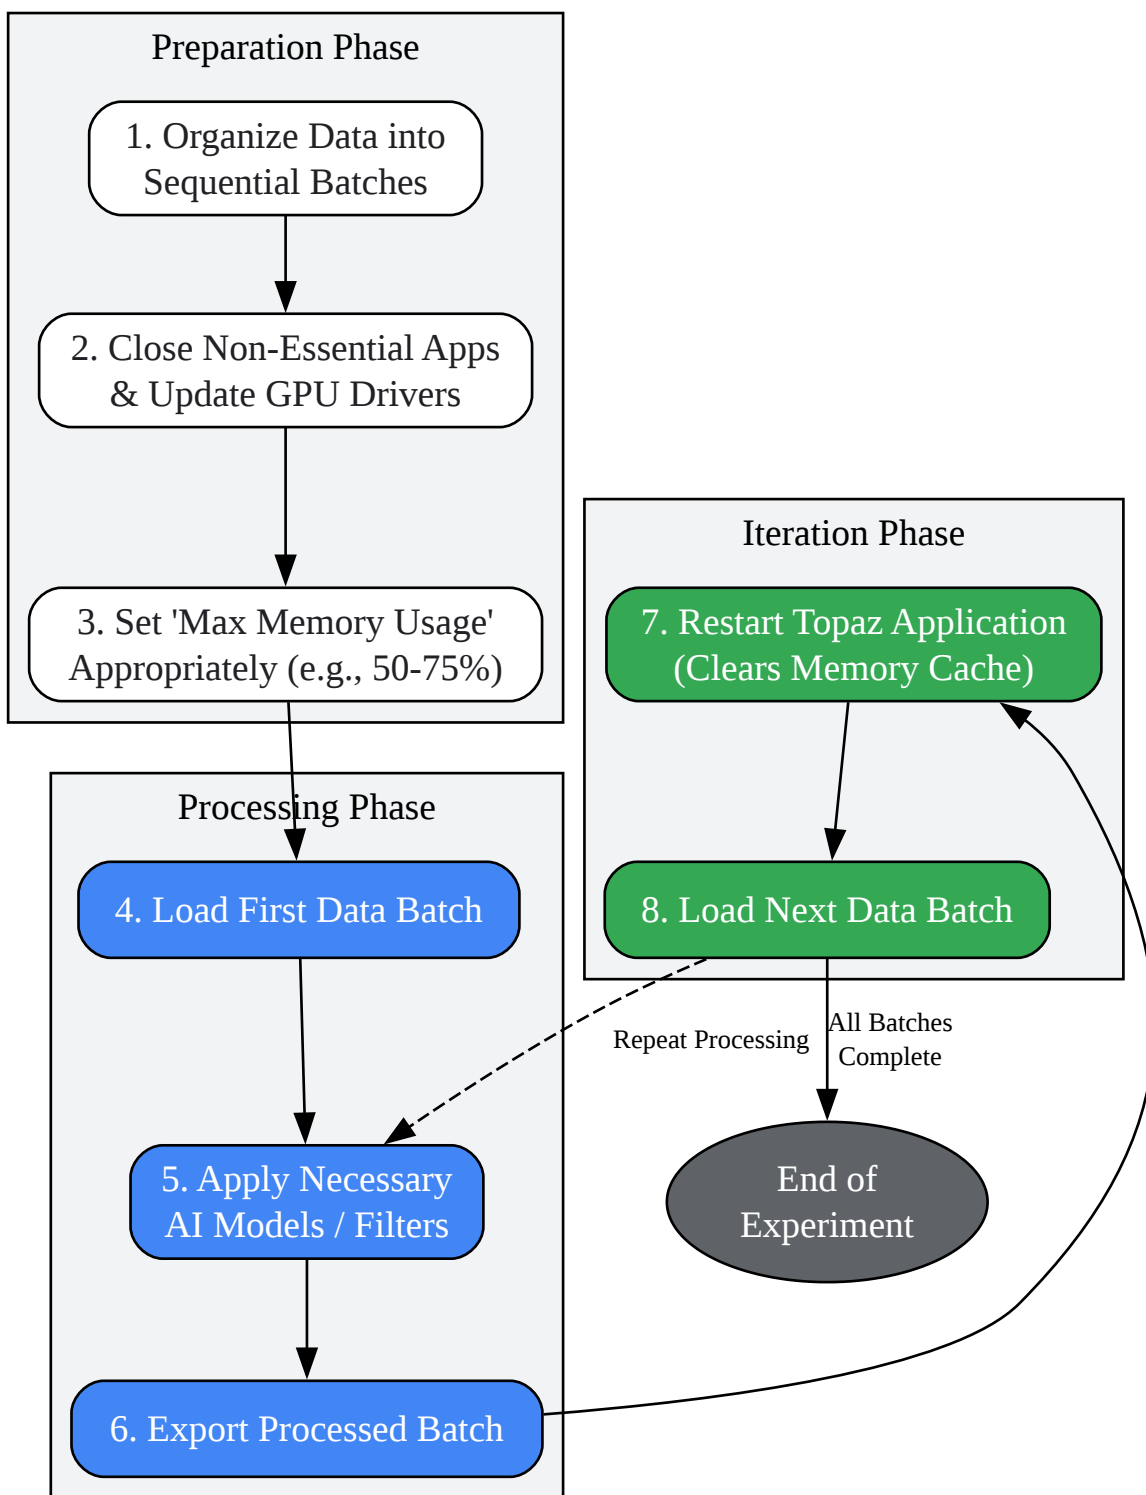 Preparation Phase
1. Organize Data into
Sequential Batches
2. Close Non-Essential Apps
& Update GPU Drivers
3. Set 'Max Memory Usage'
Appropriately (e.g., 50-75%)
Processing Phase
4. Load First Data Batch
5. Apply Necessary
AI Models / Filters
6. Export Processed Batch
Iteration Phase
7. Restart Topaz Application
(Clears Memory Cache)
8. Load Next Data Batch
Repeat Processing
All Batches
Complete
End of
Experiment